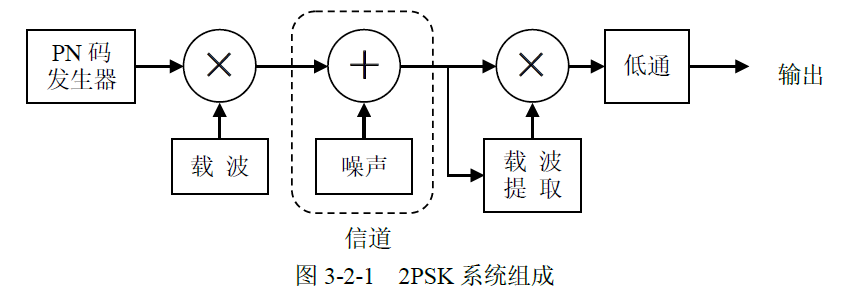 PN 码
发生器
载 波
噪声
载 波
提 取
低通
输出
信道
图 3-2-1 2PSK 系统组成